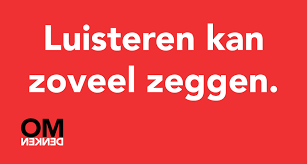 Luisteren kan
zoveel zeggen.
OM
DENKEN